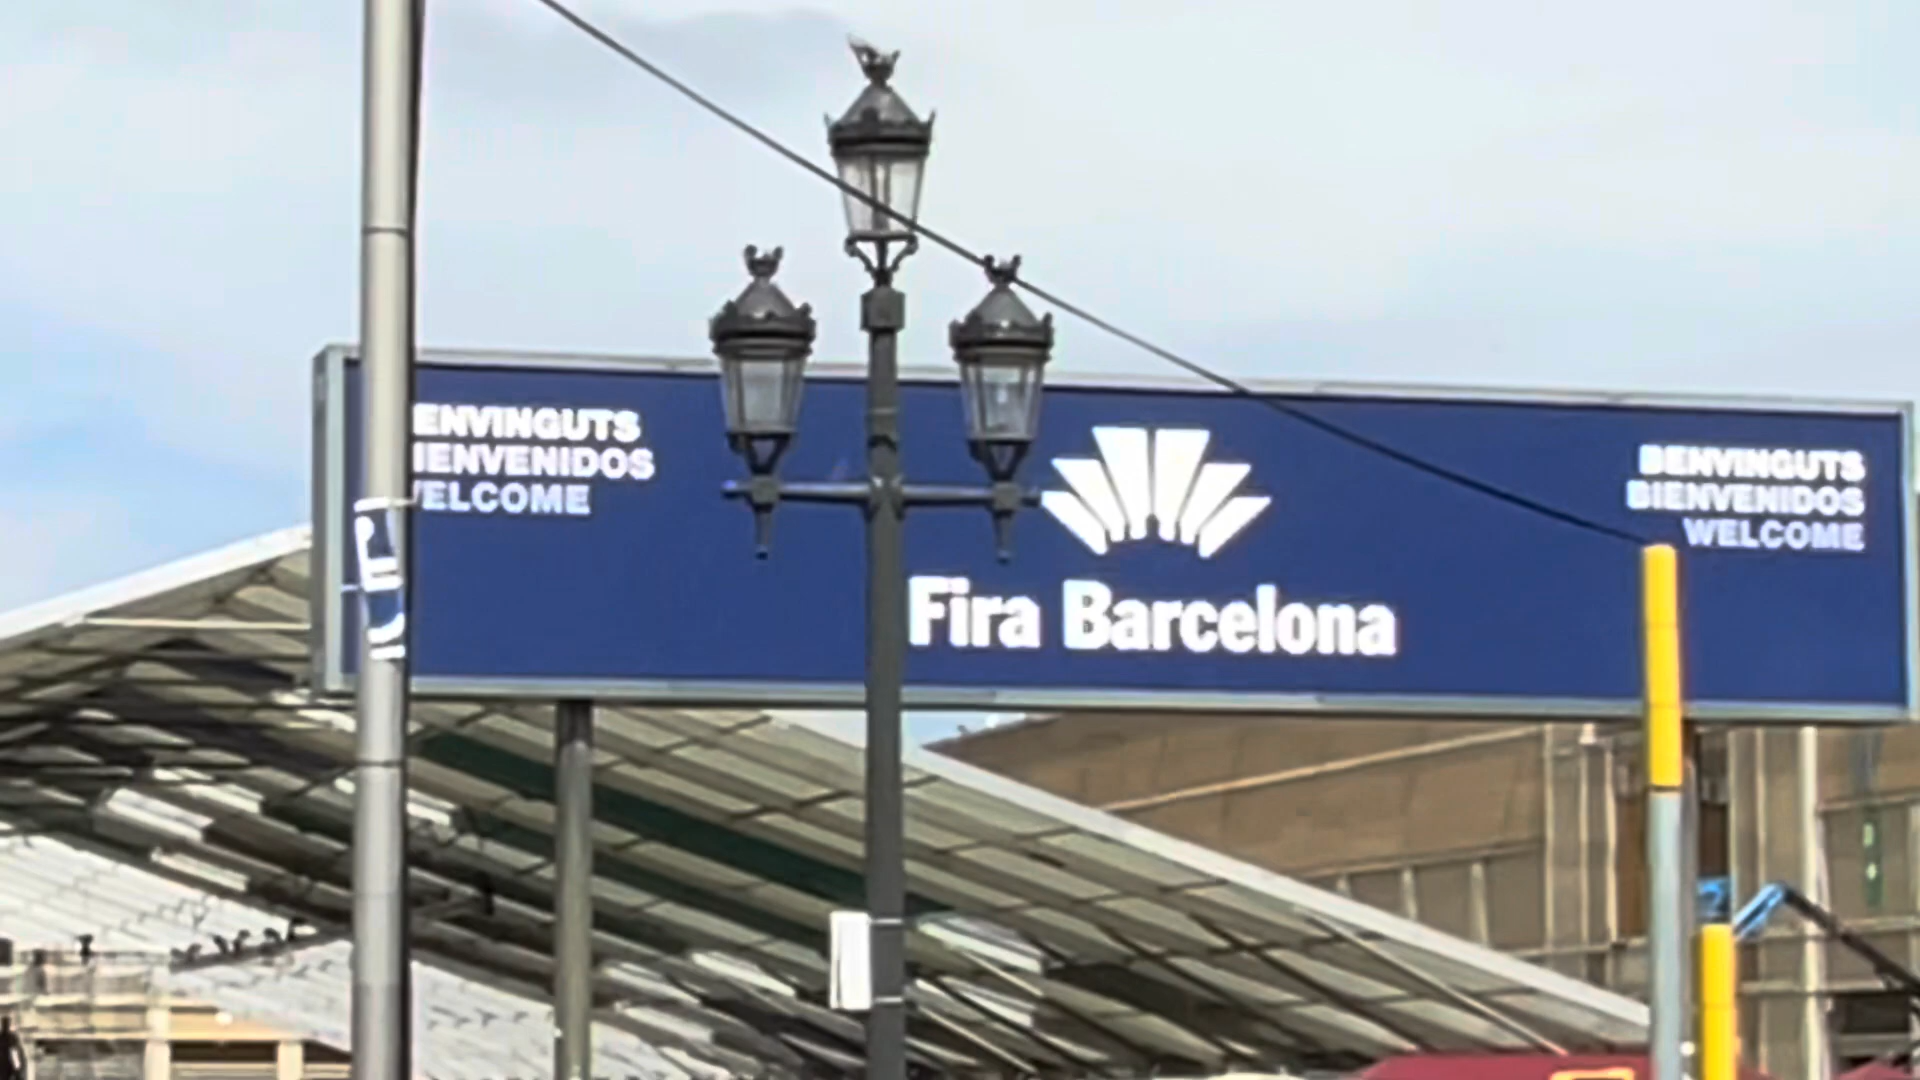 ENVINGUTS
IENVENIDOS
ELCOME
Fira Barcelona
BENVINGUTS
BIENVENIDOS
WELCOME